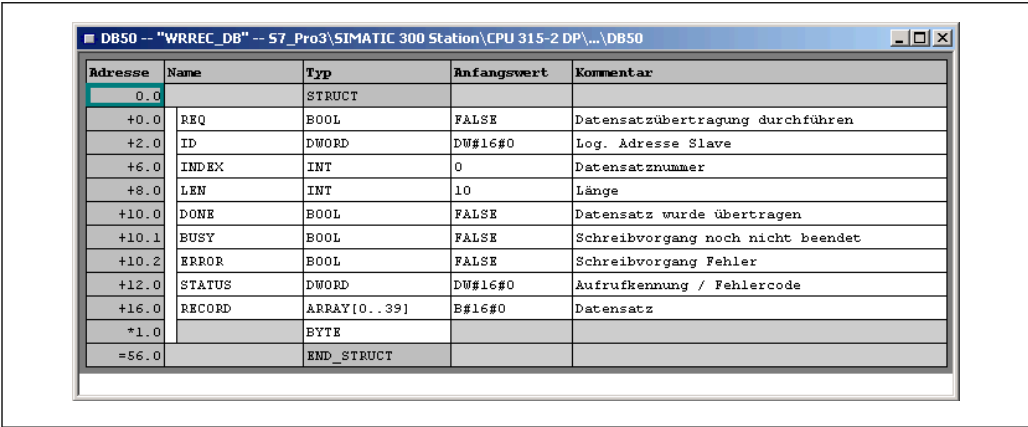 DB50 -- "WRREC_DB" -- S7_Pro3\SIMATIC 300 Station\CPU 315-2 DP\...\DB50
Adresse Name Typ Anfangswert Kommentar
0.0 STRUCT
+0.0 REQ BOOL FALSE Datensatzübertragung durchführen
+2.0 ID DWORD DW#16#0 Log. Adresse Slave
+6.0 INDEX INT 0 Datensatznummer
+8.0 LEN INT 10 Länge
+10.0 DONE BOOL FALSE Datensatz wurde übertragen
+10.1 BUSY BOOL FALSE Schreibvorgang noch nicht beendet
+10.2 ERROR BOOL FALSE Schreibvorgang Fehler
+12.0 STATUS DWORD DW#16#0 Aufrufkennung / Fehlercode
+16.0 RECORD ARRAY[0..39] B#16#0 Datensatz
*1.0 BYTE
=56.0 END_STRUCT